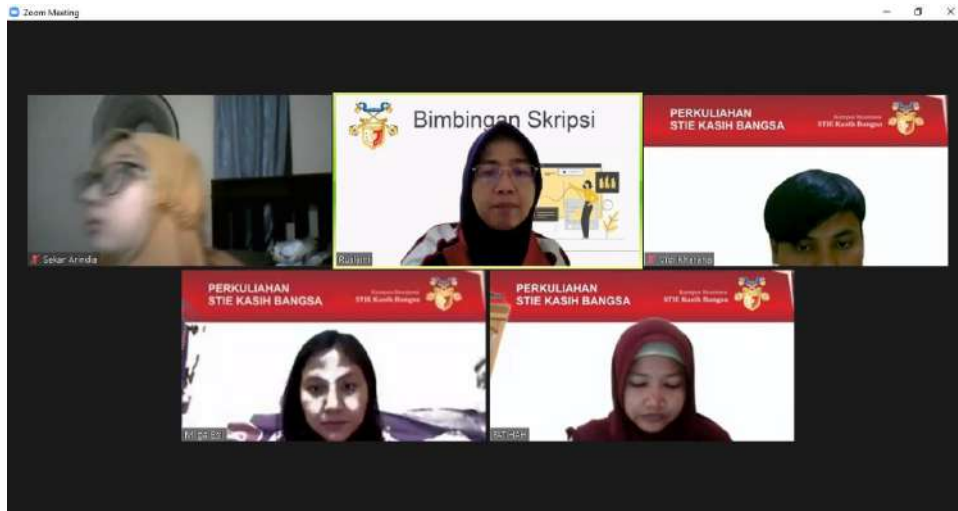 Zoom Meeting
Sekar Arindia
Bimbingan Skripsi
Rusiyati
PERKULIAHAN
STIE KASIH BANGSA
STIE Kasih Bangsa
PERKULIAHAN
STIE KASIH BANGSA
STIE Kasih Bangsa
PERKULIAHAN
STIE KASIH BANGSA
STIE Kasih Bangsa
FATIHAH